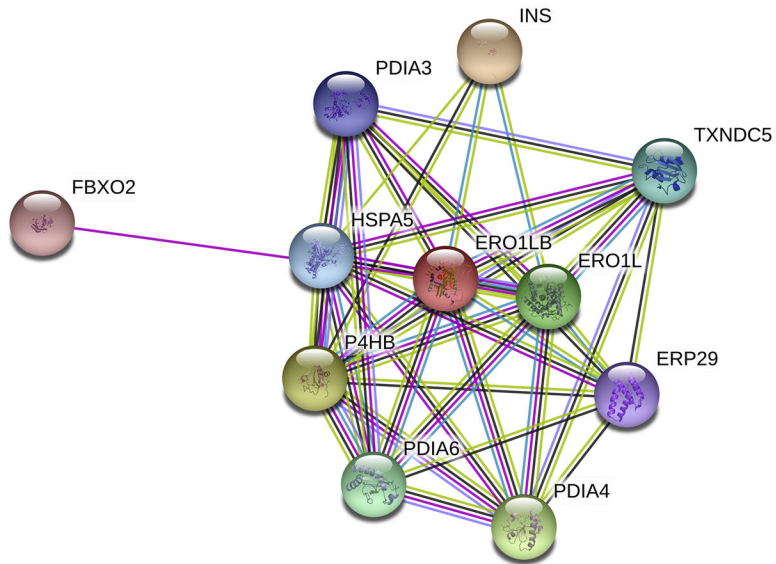 INS
PDIA3
TXNDC5
FBXO2
HSPA5
ERO1LB
ERO1L
P4HB
ERP29
PDIA6
PDIA4